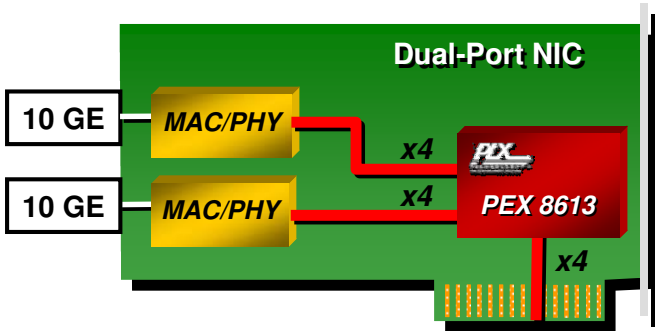 Dual-Port NIC
10 GE
MAC/PHY
x4
PLX
10 GE
MAC/PHY
x4
PEX 8613
x4